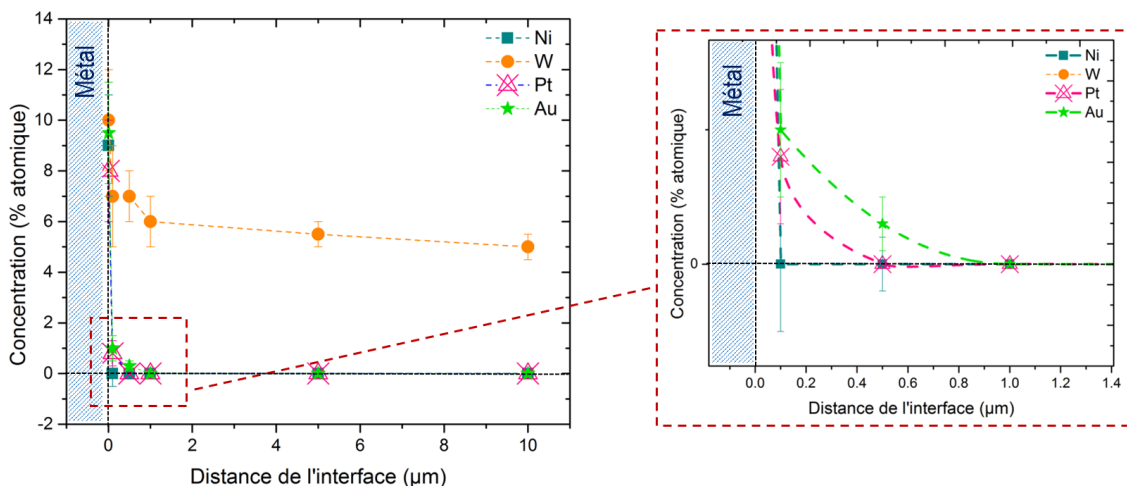 14
12
10
8
6
4
2
0
-2
Concentration (% atomique)
Métal
Ni
W
Pt
Au
0
2
4
6
8
10
Distance de l'interface (µm)
Concentration (% atomique)
0
Métal
Ni
W
Pt
Au
0.0
0.2
0.4
0.6
0.8
1.0
1.2
1.4
Distance de l'interface (µm)